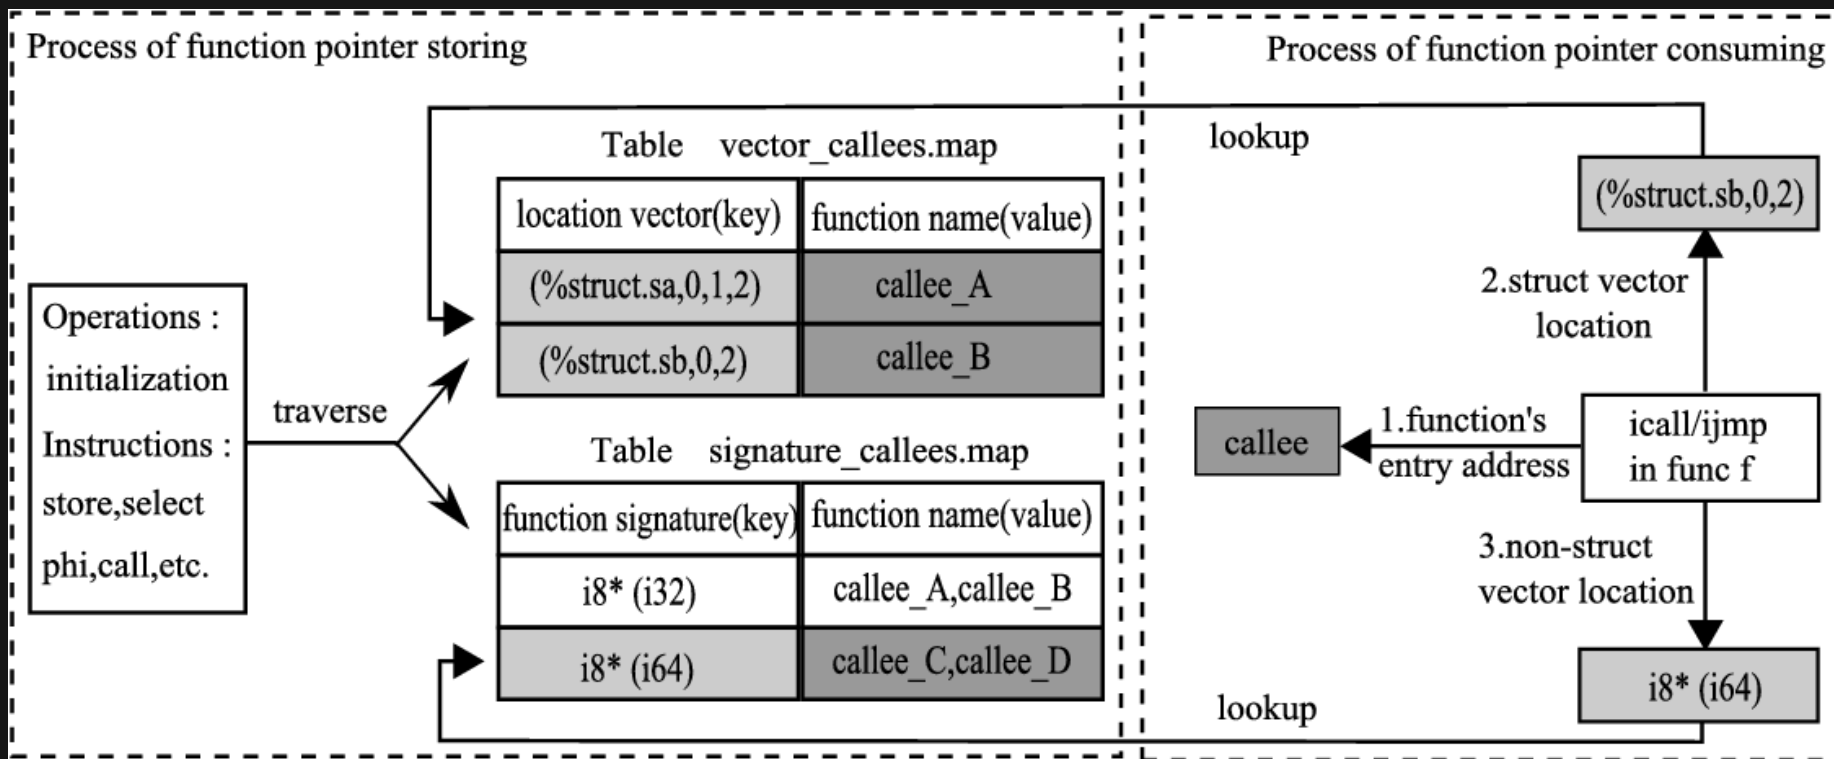 Process of function pointer storing
Operations :
initialization
Instructions :
store,select
phi,call,etc.
traverse
Table vector_callees.map
location vector(key) function name(value)
(%struct.sa,0,1,2) callee_A
(%struct.sb,0,2) callee_B
Table signature_callees.map
function signature(key) function name(value)
i8* (i32) callee_A,callee_B
i8* (i64) callee_C,callee_D
Process of function pointer consuming
lookup
(%struct.sb,0,2)
2.struct vector
location
callee
1.function's
entry address
icall/ijmp
in func f
3.non-struct
vector location
i8* (i64)
lookup